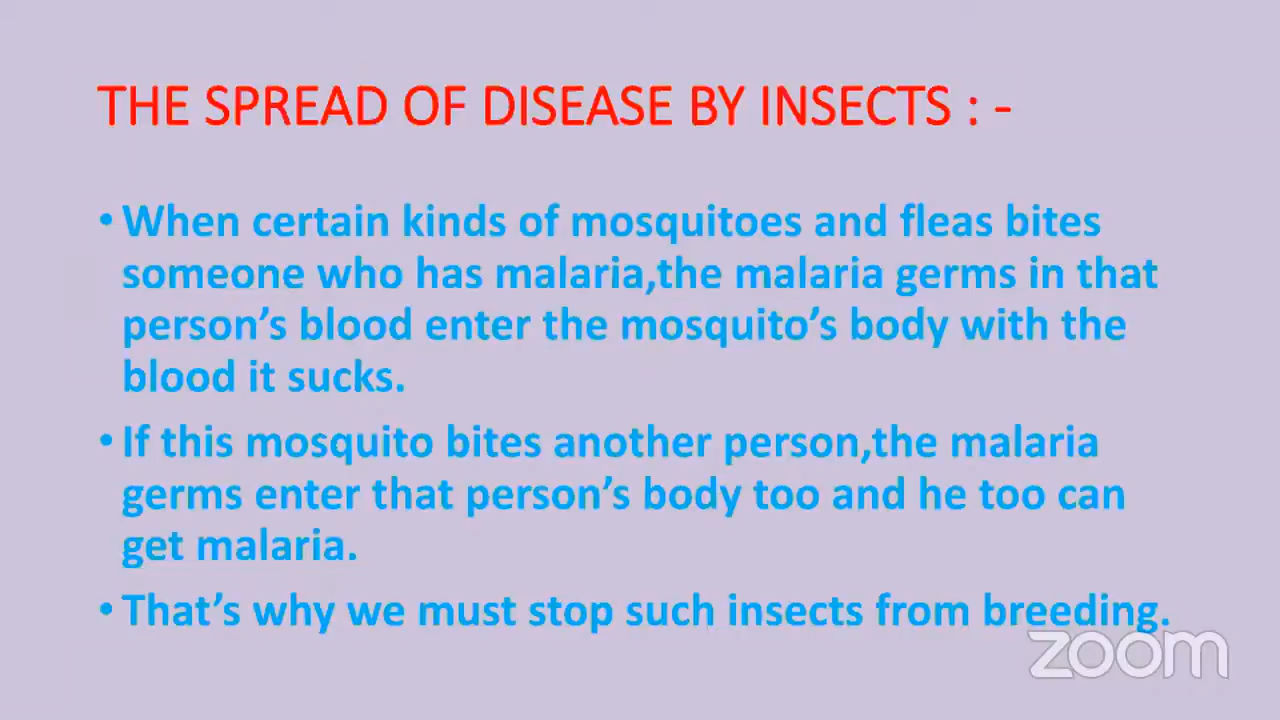 THE SPREAD OF DISEASE BY INSECTS : -
• When certain kinds of mosquitoes and fleas bites
someone who has malaria,the malaria germs in that
person’s blood enter the mosquito’s body with the
blood it sucks.
• If this mosquito bites another person,the malaria
germs enter that person’s body too and he too can
get malaria.
• That’s why we must stop such insects from breeding.
zoom